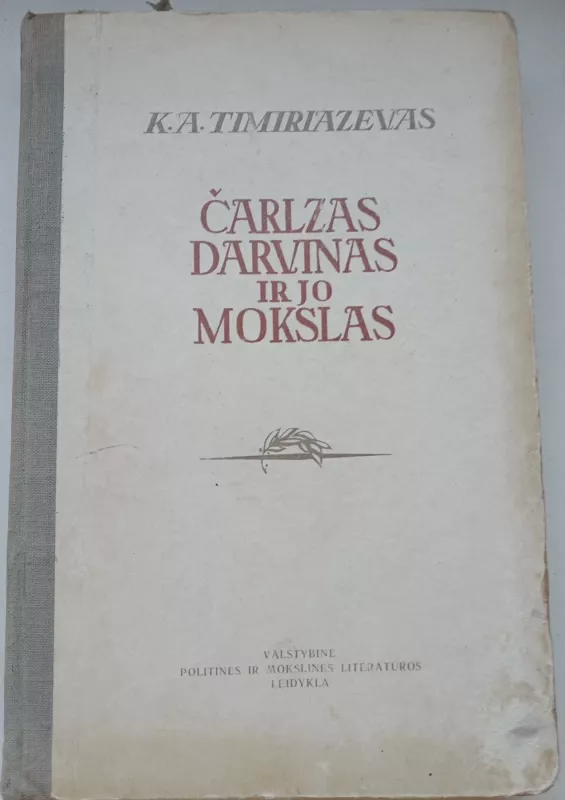 K. A. TIMIRIAZEVAS
ČARLZAS
DARVINAS
IR JO
MOKSLAS
VALSTYBINĖ
POLITINĖS IR MOKSLINĖS LITERATŪROS
LEIDYKLA